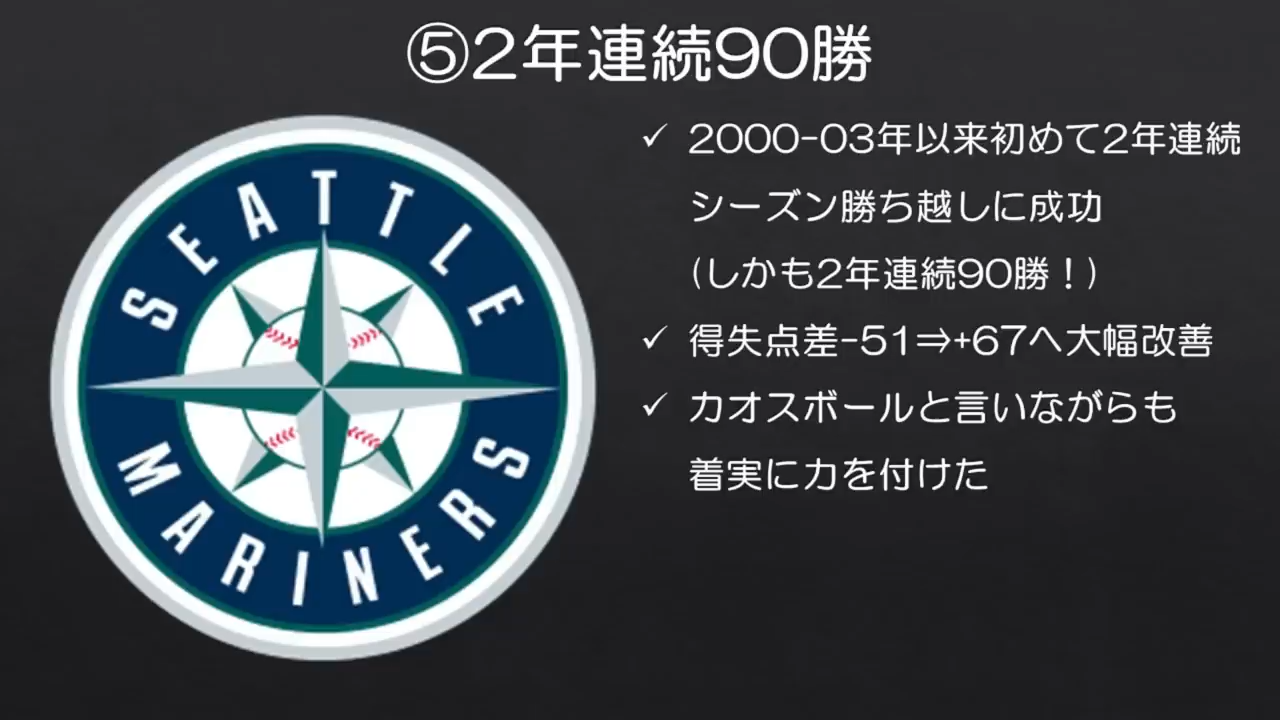 ⑤2年連続90勝
SEATTLE
MARINERS
✓ 2000-03年以来初めて2年連続
シーズン勝ち越しに成功
(しかも2年連続90勝！)
✓ 得失点差-51⇒+67へ大幅改善
✓ カオスボールと言いながらも
着実に力を付けた